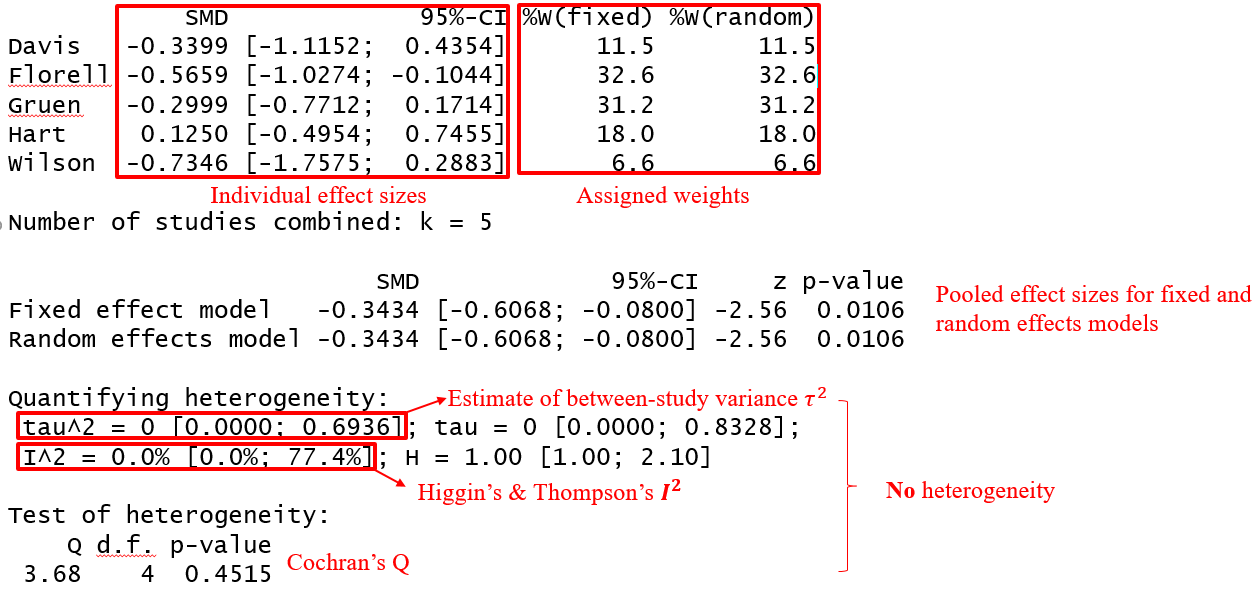 SMD 95%-CI %W(fixed) %W(random)
Davis -0.3399 [-1.1152; 0.4354] 11.5 11.5
Florell -0.5659 [-1.0274; -0.1044] 32.6 32.6
Gruen -0.2999 [-0.7712; 0.1714] 31.2 31.2
Hart 0.1250 [-0.4954; 0.7455] 18.0 18.0
Wilson -0.7346 [-1.7575; 0.2883] 6.6 6.6
Individual effect sizes Assigned weights
Number of studies combined: k = 5
SMD 95%-CI z p-value
Fixed effect model -0.3434 [-0.6068; -0.0800] -2.56 0.0106
Random effects model -0.3434 [-0.6068; -0.0800] -2.56 0.0106
Pooled effect sizes for fixed and
random effects models
Quantifying heterogeneity:
Estimate of between-study variance τ²
tau^2 = 0 [0.0000; 0.6936]; tau = 0 [0.0000; 0.8328];
I^2 = 0.0% [0.0%; 77.4%]; H = 1.00 [1.00; 2.10]
Higgin’s & Thompson’s I²
No heterogeneity
Test of heterogeneity:
Q d.f. p-value
3.68 4 0.4515
Cochran’s Q